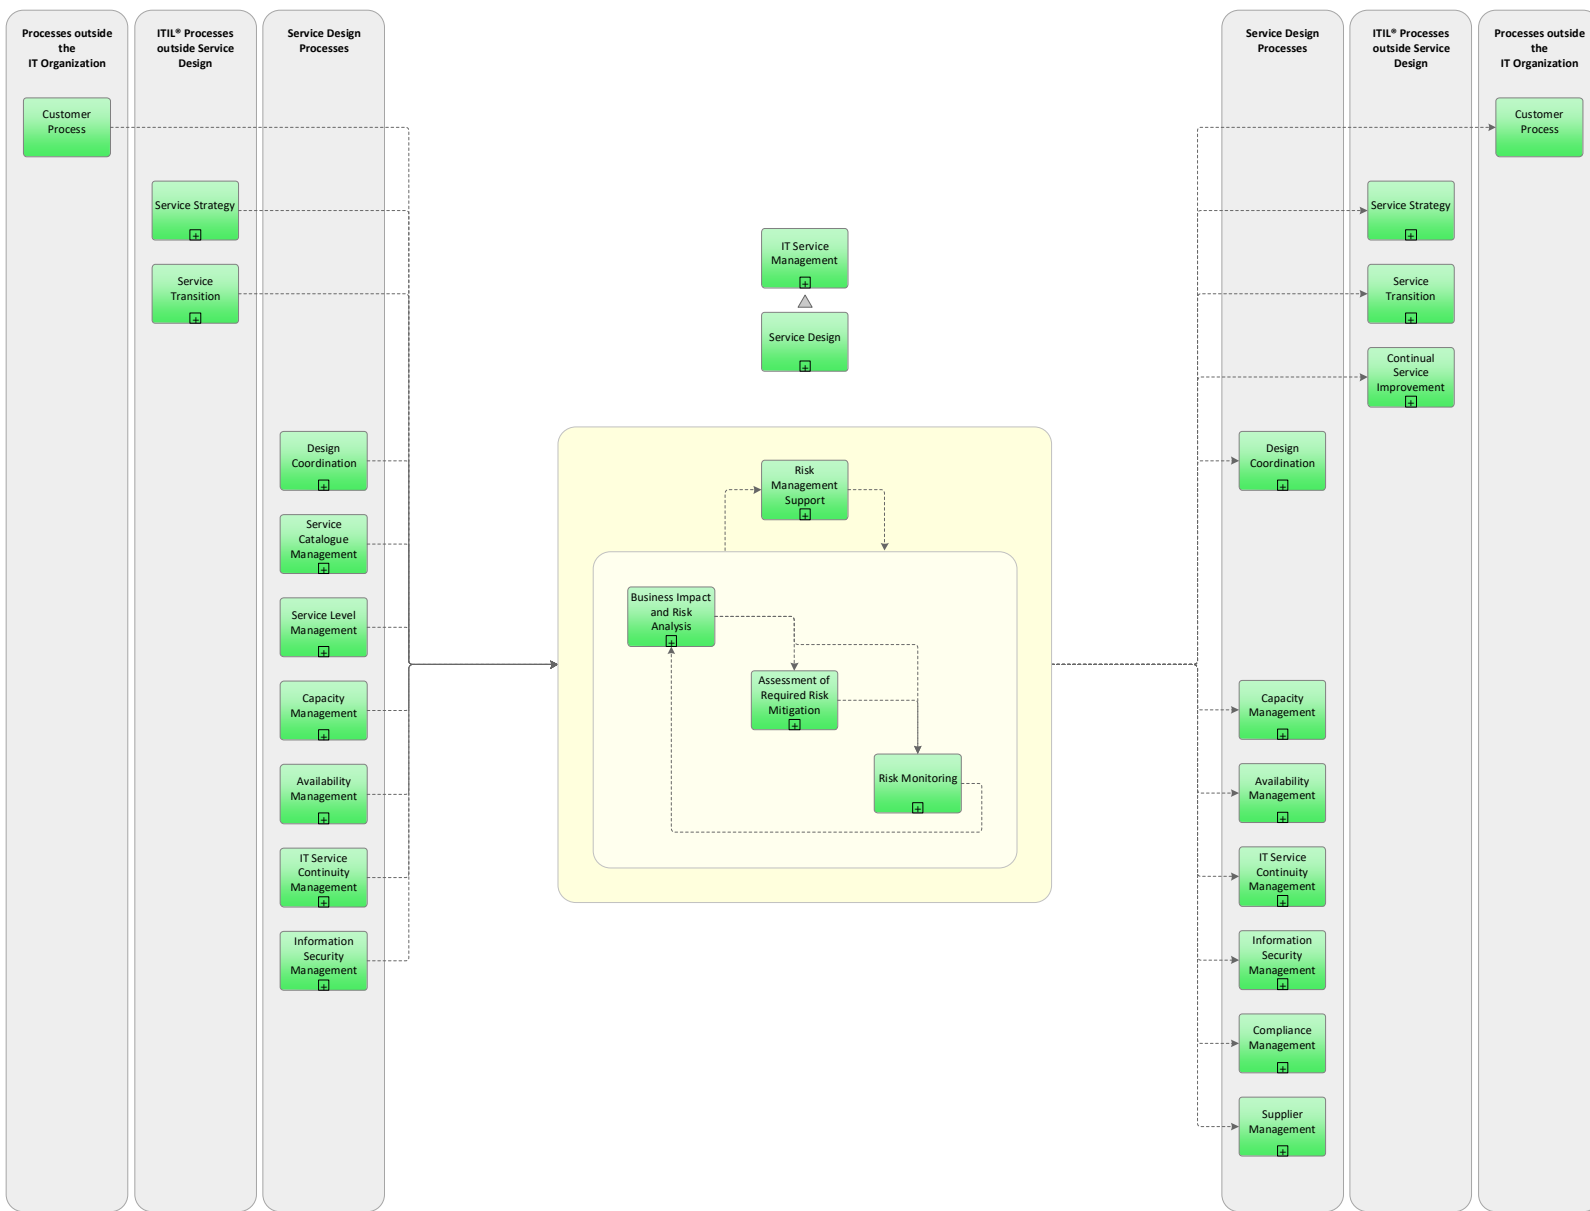 Processes outside
the
IT Organization
ITIL® Processes
outside Service
Design
Service Design
Processes
Customer
Process
Service Strategy
Service
Transition
Design
Coordination
Service
Catalogue
Management
Service Level
Management
Capacity
Management
Availability
Management
IT Service
Continuity
Management
Information
Security
Management
IT Service
Management
Service Design
Risk
Management
Support
Business Impact
and Risk
Analysis
Assessment of
Required Risk
Mitigation
Risk Monitoring
Service Design
Processes
ITIL® Processes
outside Service
Design
Processes outside
the
IT Organization
Customer
Process
Service Strategy
Service
Transition
Continual
Service
Improvement
Design
Coordination
Capacity
Management
Availability
Management
IT Service
Continuity
Management
Information
Security
Management
Compliance
Management
Supplier
Management